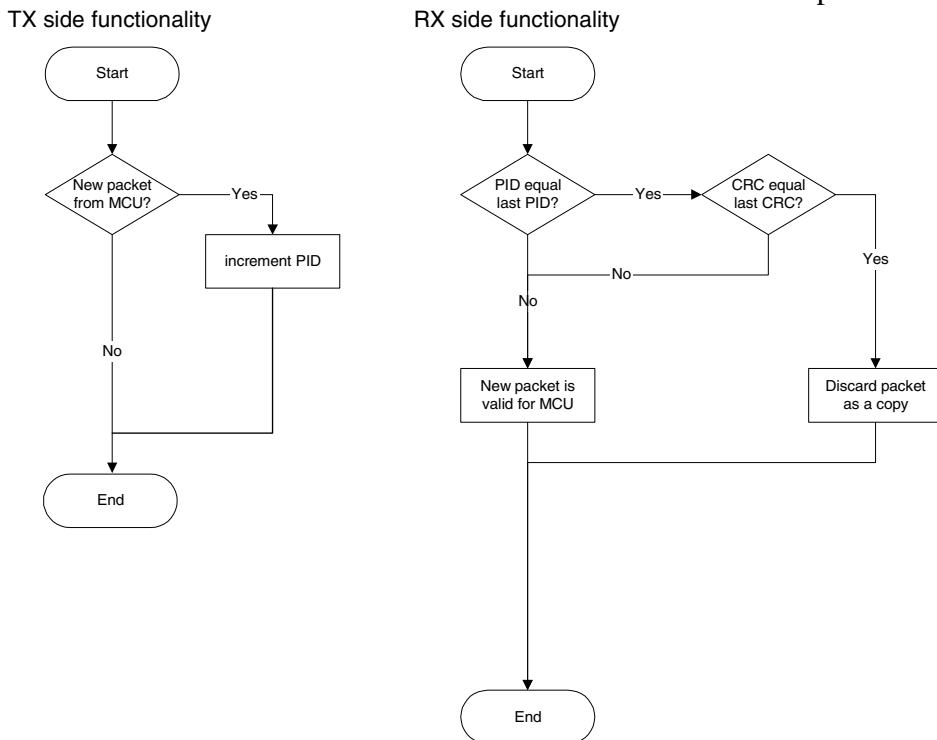 TX side functionality
Start
New packet
from MCU?
Yes
increment PID
No
End
RX side functionality
Start
PID equal
last PID?
Yes
CRC equal
last CRC?
Yes
No
No
New packet is
valid for MCU
Discard packet
as a copy
End